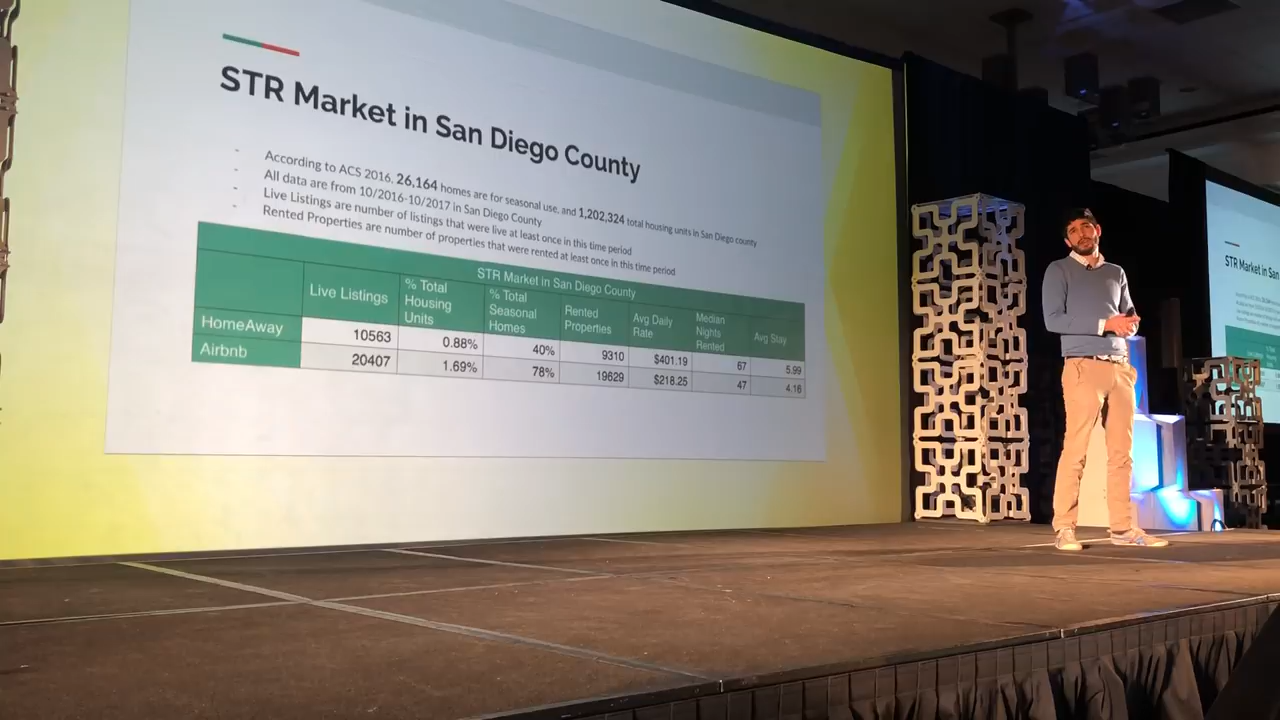 STR Market in San Diego County
- According to ACS 2016, 26,164 homes are for seasonal use, and 1,202,324 total housing units in San Diego county
- All data are from 10/2016-10/2017 in San Diego County
- Live Listings are number of listings that were live at least once in this time period
- Rented Properties are number of properties that were rented at least once in this time period
STR Market in San Diego County
Live Listings % Total Housing Units % Total Seasonal Homes Rented Properties Avg Daily Rate Median Nights Rented Avg Stay
HomeAway 10563 0.88% 40% 9310 $401.19 67 5.99
Airbnb 20407 1.69% 78% 19629 $218.25 47 4.16
STR Market in San